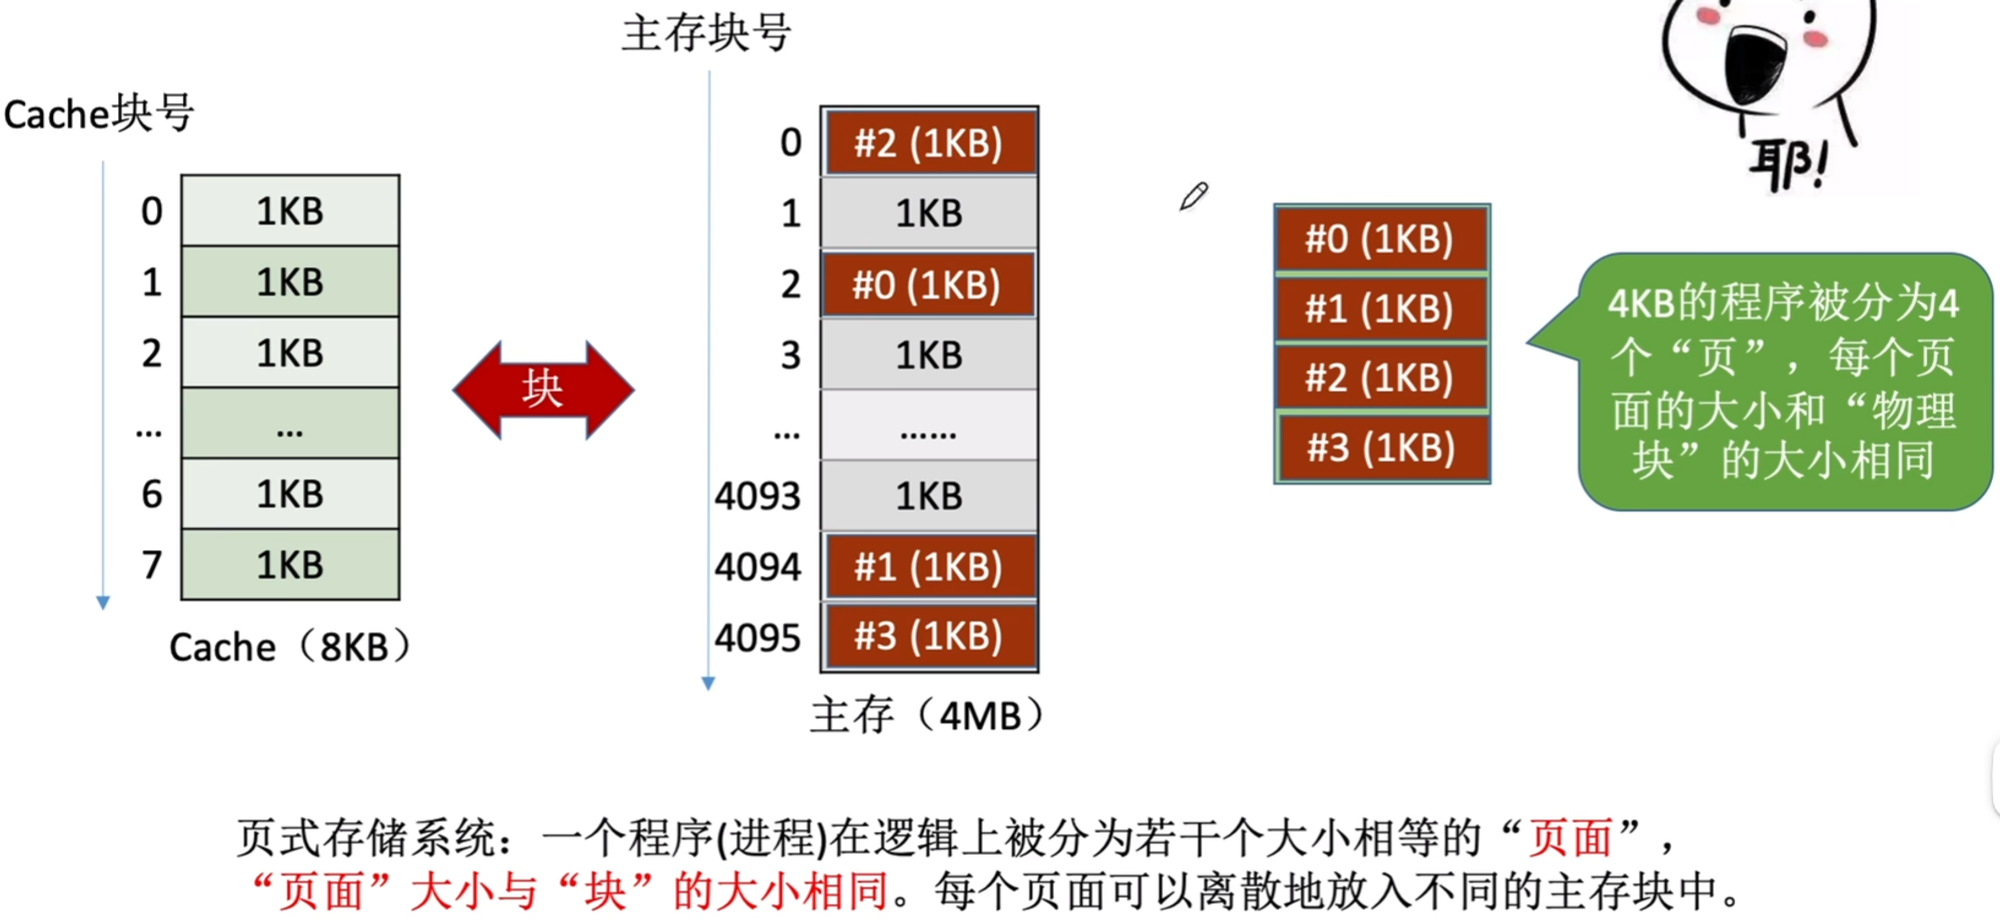 主存块号
Cache块号
0
1KB
1
1KB
2
1KB
...
...
6
1KB
7
1KB
Cache（8KB）
块
0
#2 (1KB)
1
1KB
2
#0 (1KB)
3
1KB
...
......
4093
1KB
4094
#1 (1KB)
4095
#3 (1KB)
主存（4MB）
#0 (1KB)
#1 (1KB)
#2 (1KB)
#3 (1KB)
耶!
4KB的程序被分为4
个“页”，每个页
面的大小和“物理
块”的大小相同
页式存储系统：一个程序(进程)在逻辑上被分为若干个大小相等的“页面”，
“页面”大小与“块”的大小相同。每个页面可以离散地放入不同的主存块中。